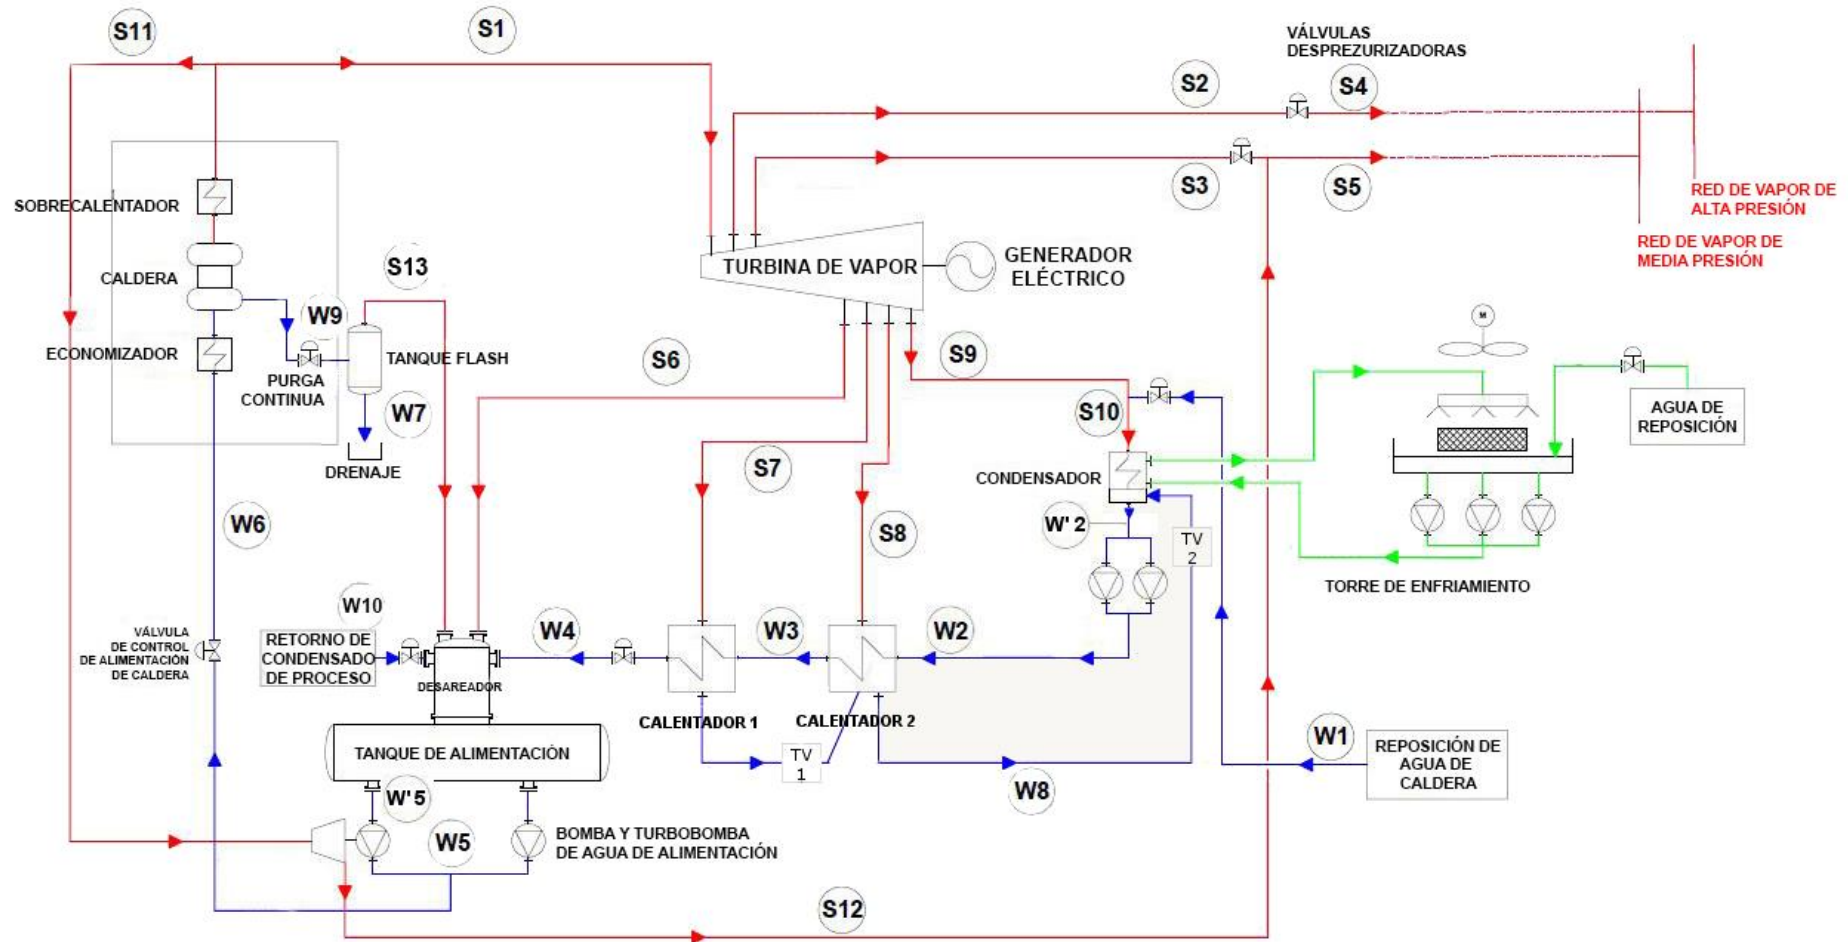 S11
S1
VÁLVULAS
DESPREZURIZADORAS
S2
S4
S3
S5
RED DE VAPOR DE
ALTA PRESIÓN
RED DE VAPOR DE
MEDIA PRESIÓN
SOBRECALENTADOR
CALDERA
ECONOMIZADOR
S13
W9
TANQUE FLASH
PURGA
CONTINUA
W7
DRENAJE
TURBINA DE VAPOR
GENERADOR
ELÉCTRICO
S6
S9
S10
S7
CONDENSADOR
S8
W' 2
TV
2
M
AGUA DE
REPOSICIÓN
TORRE DE ENFRIAMIENTO
W6
W10
RETORNO DE
CONDENSADO
DE PROCESO
VÁLVULA
DE CONTROL
DE ALIMENTACIÓN
DE CALDERA
DESAREADOR
W4
W3
W2
CALENTADOR 1
CALENTADOR 2
TANQUE DE ALIMENTACIÓN
TV
1
W8
W1
REPOSICIÓN DE
AGUA DE
CALDERA
W' 5
W5
BOMBA Y TURBOBOMBA
DE AGUA DE ALIMENTACIÓN
S12